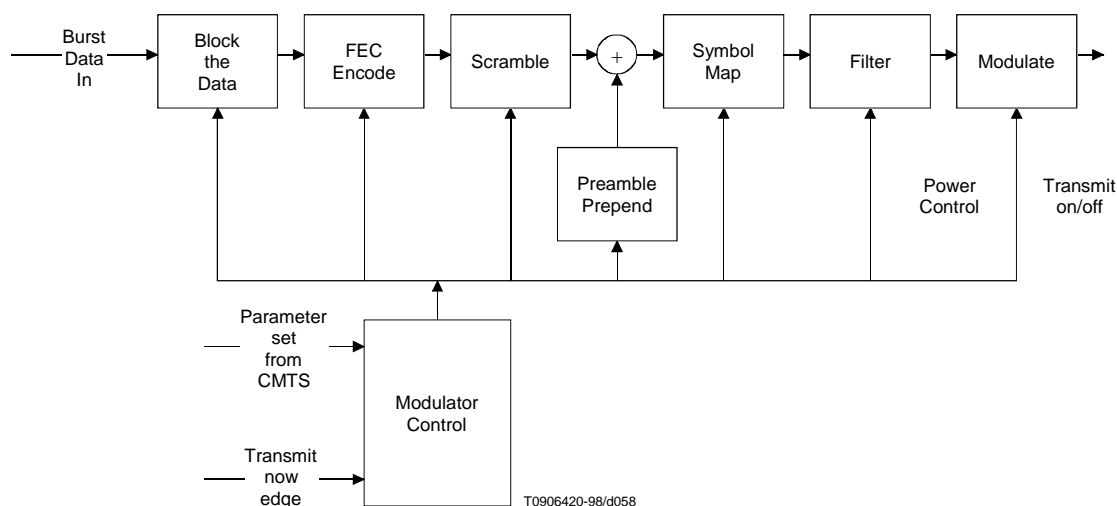 Burst
Data
In
Block
the
Data
FEC
Encode
Scramble
+
Symbol
Map
Filter
Modulate
Preamble
Prepend
Power
Control
Transmit
on/off
Parameter
set
from
CMTS
Modulator
Control
Transmit
now
edge
T0906420-98/d058